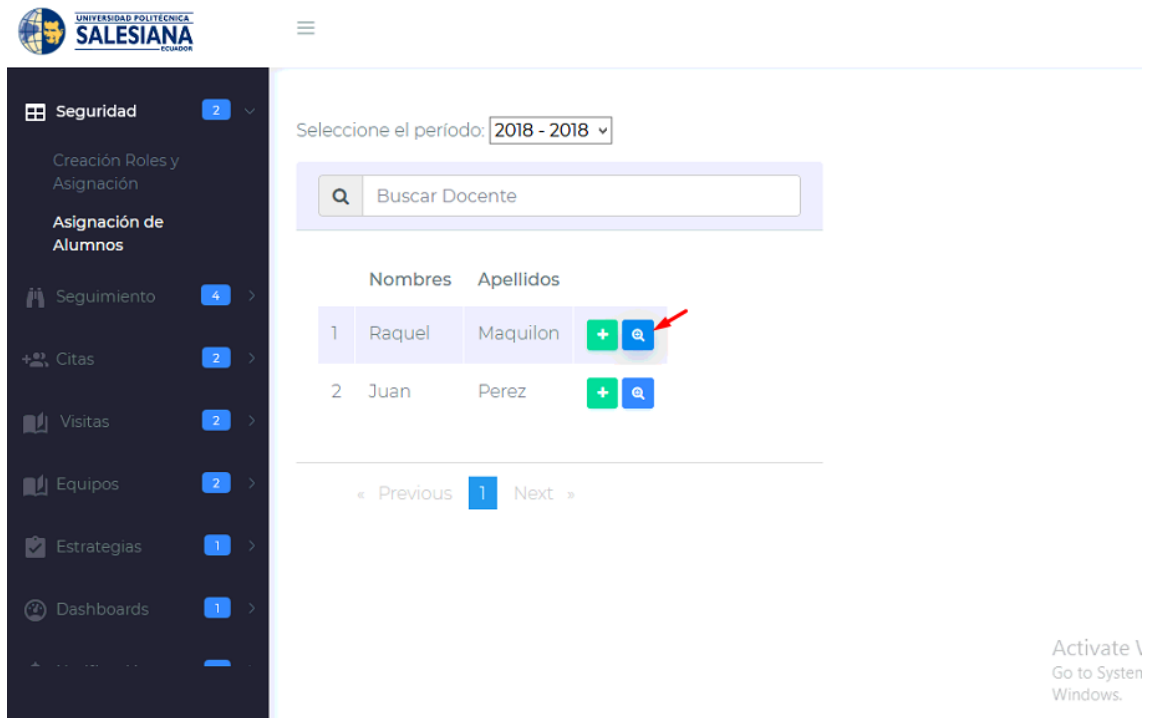 UNIVERSIDAD POLITÉCNICA
SALESIANA
ECUADOR
Seguridad 2
Creación Roles y
Asignación
Asignación de
Alumnos
Seguimiento 4
Citas 2
Visitas 2
Equipos 2
Estrategias 1
Dashboards 1
Seleccione el período: 2018 - 2018
Buscar Docente
Nombres Apellidos
1 Raquel Maquilon
2 Juan Perez
« Previous 1 Next »
Activate
Go to System
Windows.